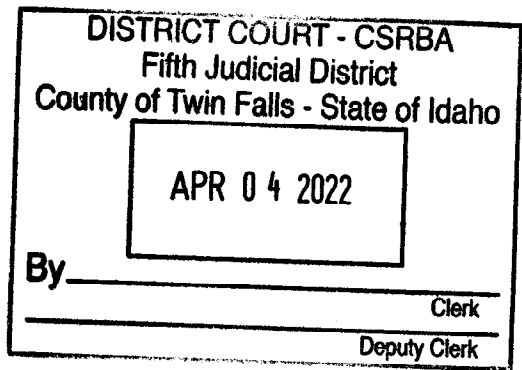 DISTRICT COURT - CSRBA
Fifth Judicial District
County of Twin Falls - State of Idaho
APR 04 2022
By
Clerk
Deputy Clerk